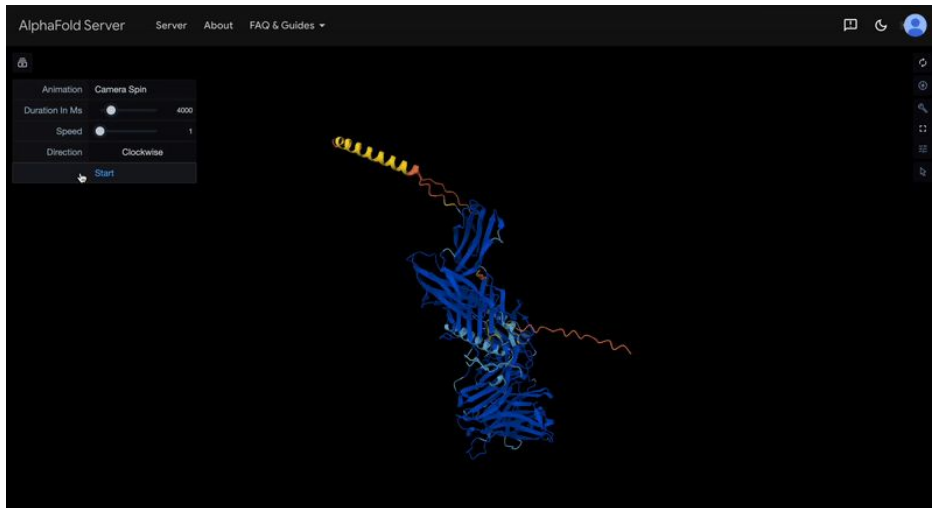 AlphaFold Server Server About FAQ & Guides
Animation Camera Spin
Duration In Ms 4000
Speed 1
Direction Clockwise
Start